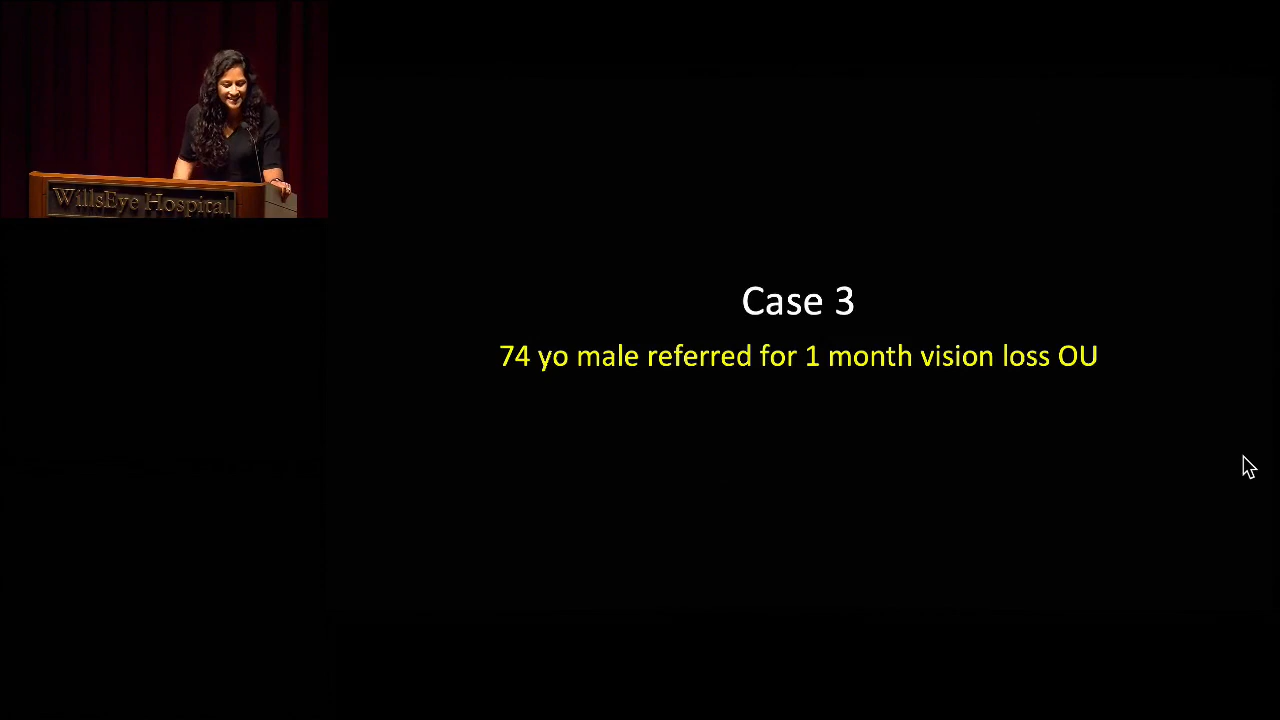 WillsEye Hospital
Case 3
74 yo male referred for 1 month vision loss OU